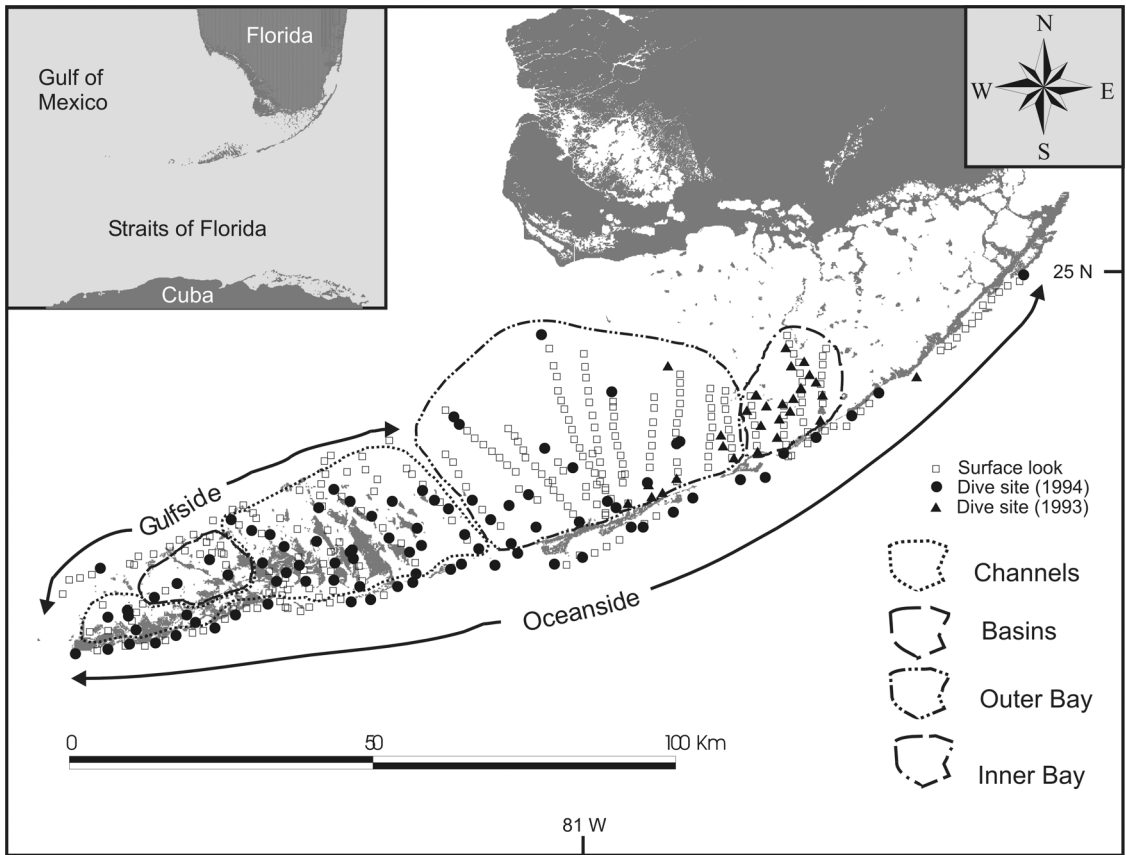 Florida
Gulf of
Mexico
Straits of Florida
Cuba
N
W
E
S
25 N
Gulfside
Oceanside
Surface look
Dive site (1994)
Dive site (1993)
Channels
Basins
Outer Bay
Inner Bay
0 50 100 Km
81 W